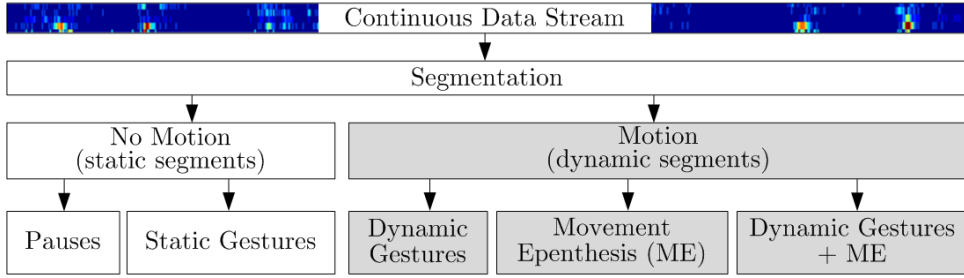 Continuous Data Stream
Segmentation
No Motion
(static segments)
Motion
(dynamic segments)
Pauses
Static Gestures
Dynamic
Gestures
Movement
Epenthesis (ME)
Dynamic Gestures
+ ME